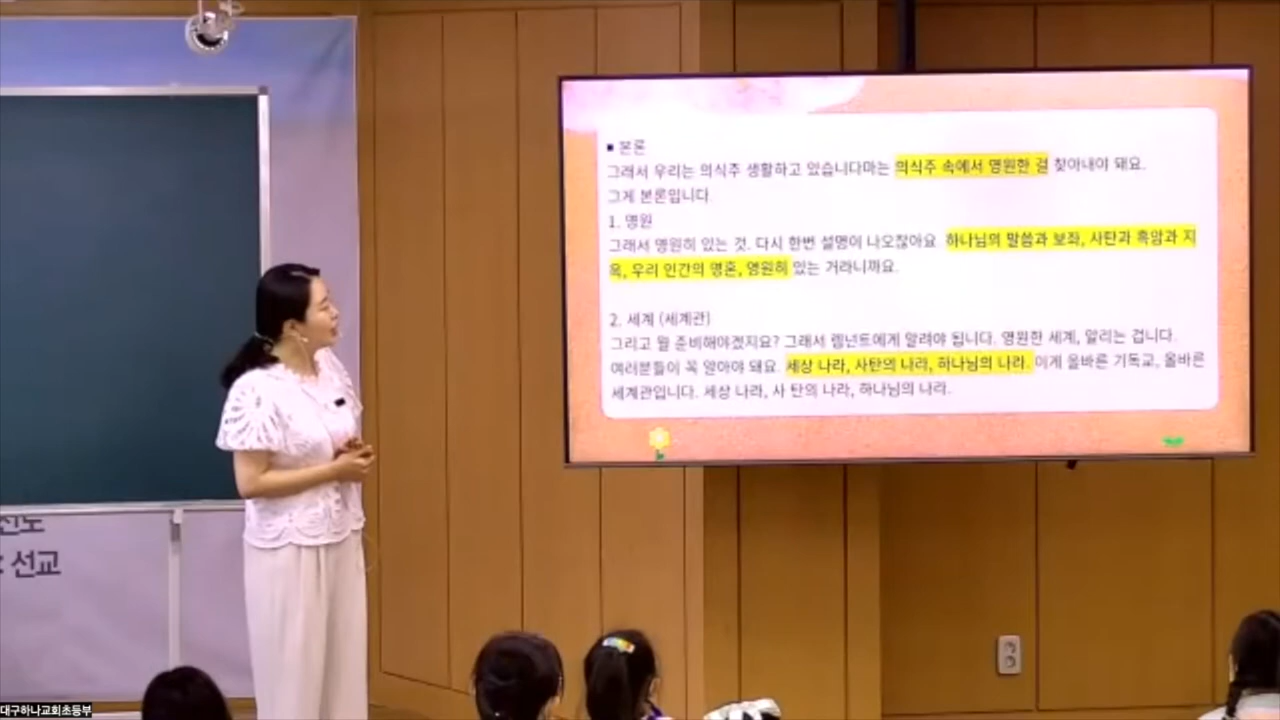 ■ 본론
그래서 우리는 의식주 생활하고 있습니다마는 의식주 속에서 영원한 걸 찾아내야 돼요.
그게 본론입니다.
1. 영원
그래서 영원히 있는 것. 다시 한번 설명이 나오잖아요. 하나님의 말씀과 보좌, 사탄과 흑암과 지
옥, 우리 인간의 영혼, 영원히 있는 거라니까요.
2. 세계 (세계관)
그리고 뭘 준비해야겠지요? 그래서 렘넌트에게 알려야 됩니다. 영원한 세계, 알리는 겁니다.
여러분들이 꼭 알아야 돼요. 세상 나라, 사탄의 나라, 하나님의 나라. 이게 올바른 기독교, 올바른
세계관입니다. 세상 나라, 사 탄의 나라, 하나님의 나라.
선교
대구하나교회초등부